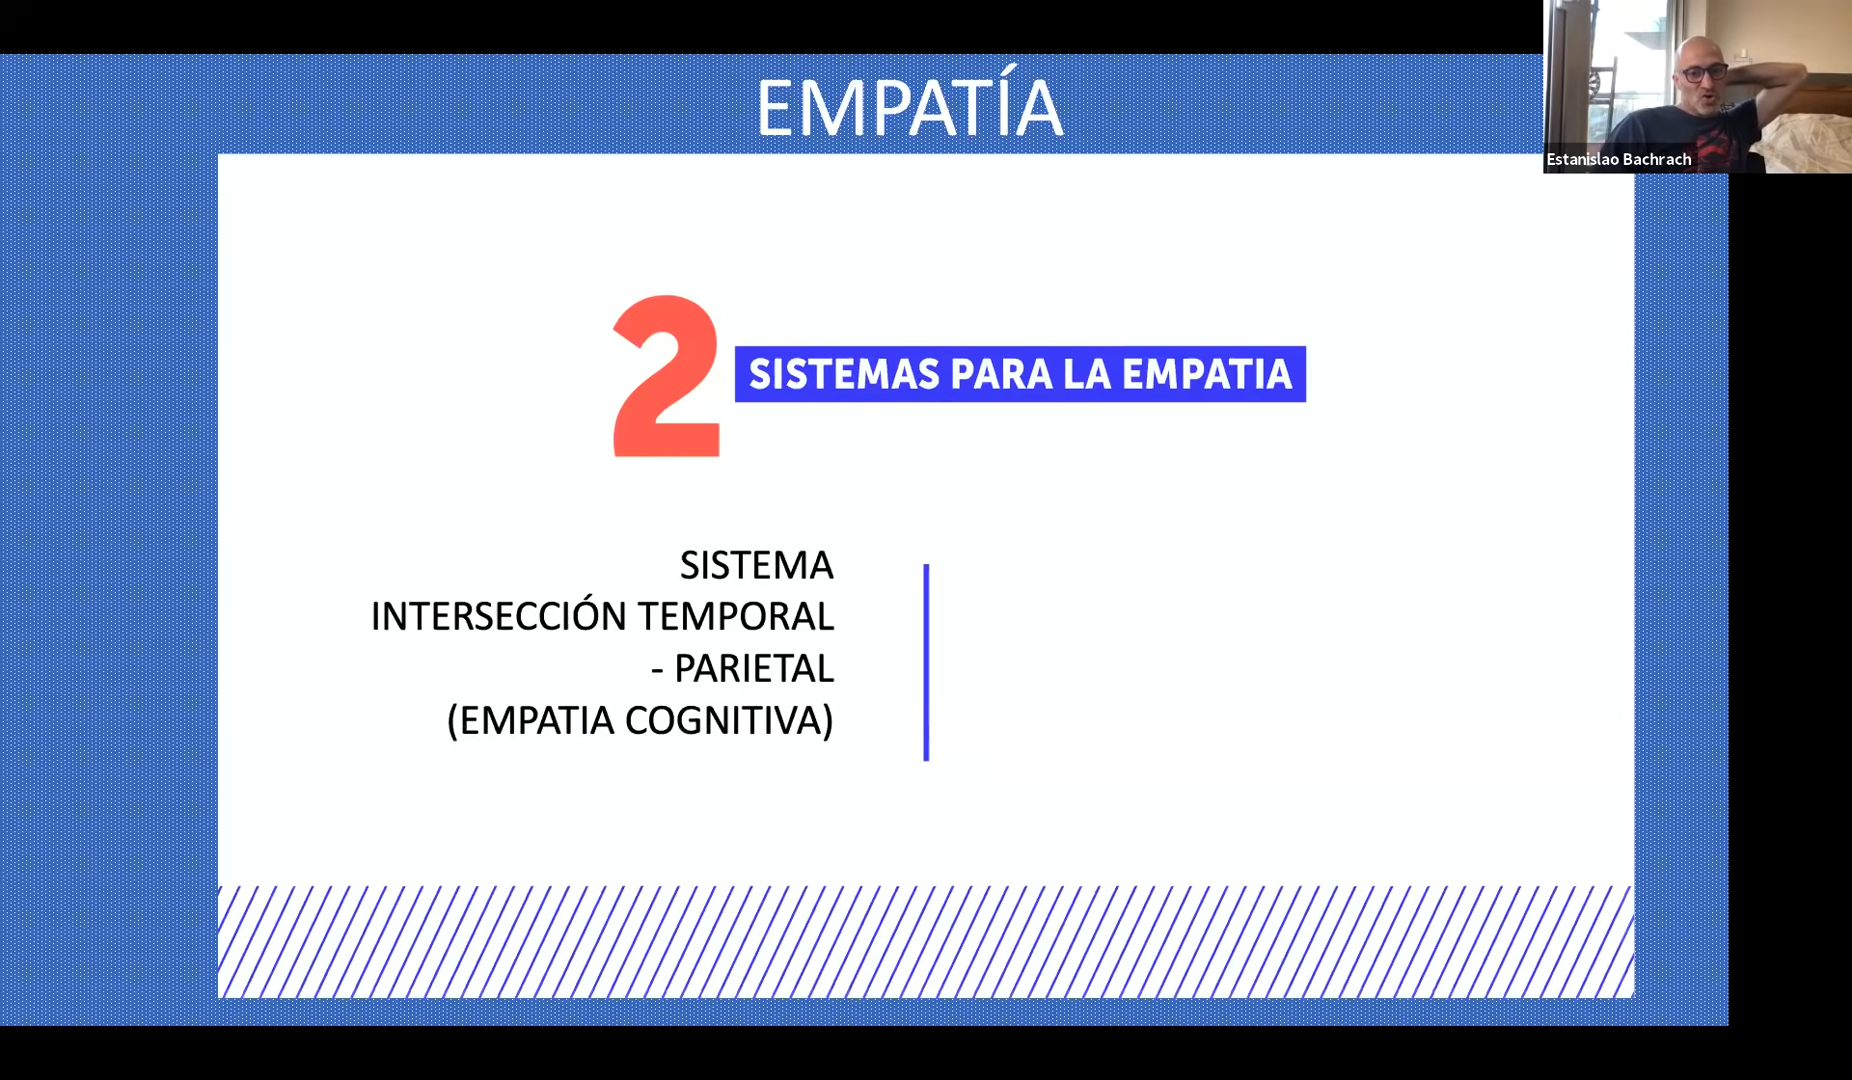 EMPATÍA
Estanislao Bachrach
2
SISTEMAS PARA LA EMPATIA
SISTEMA
INTERSECCIÓN TEMPORAL
- PARIETAL
(EMPATIA COGNITIVA)